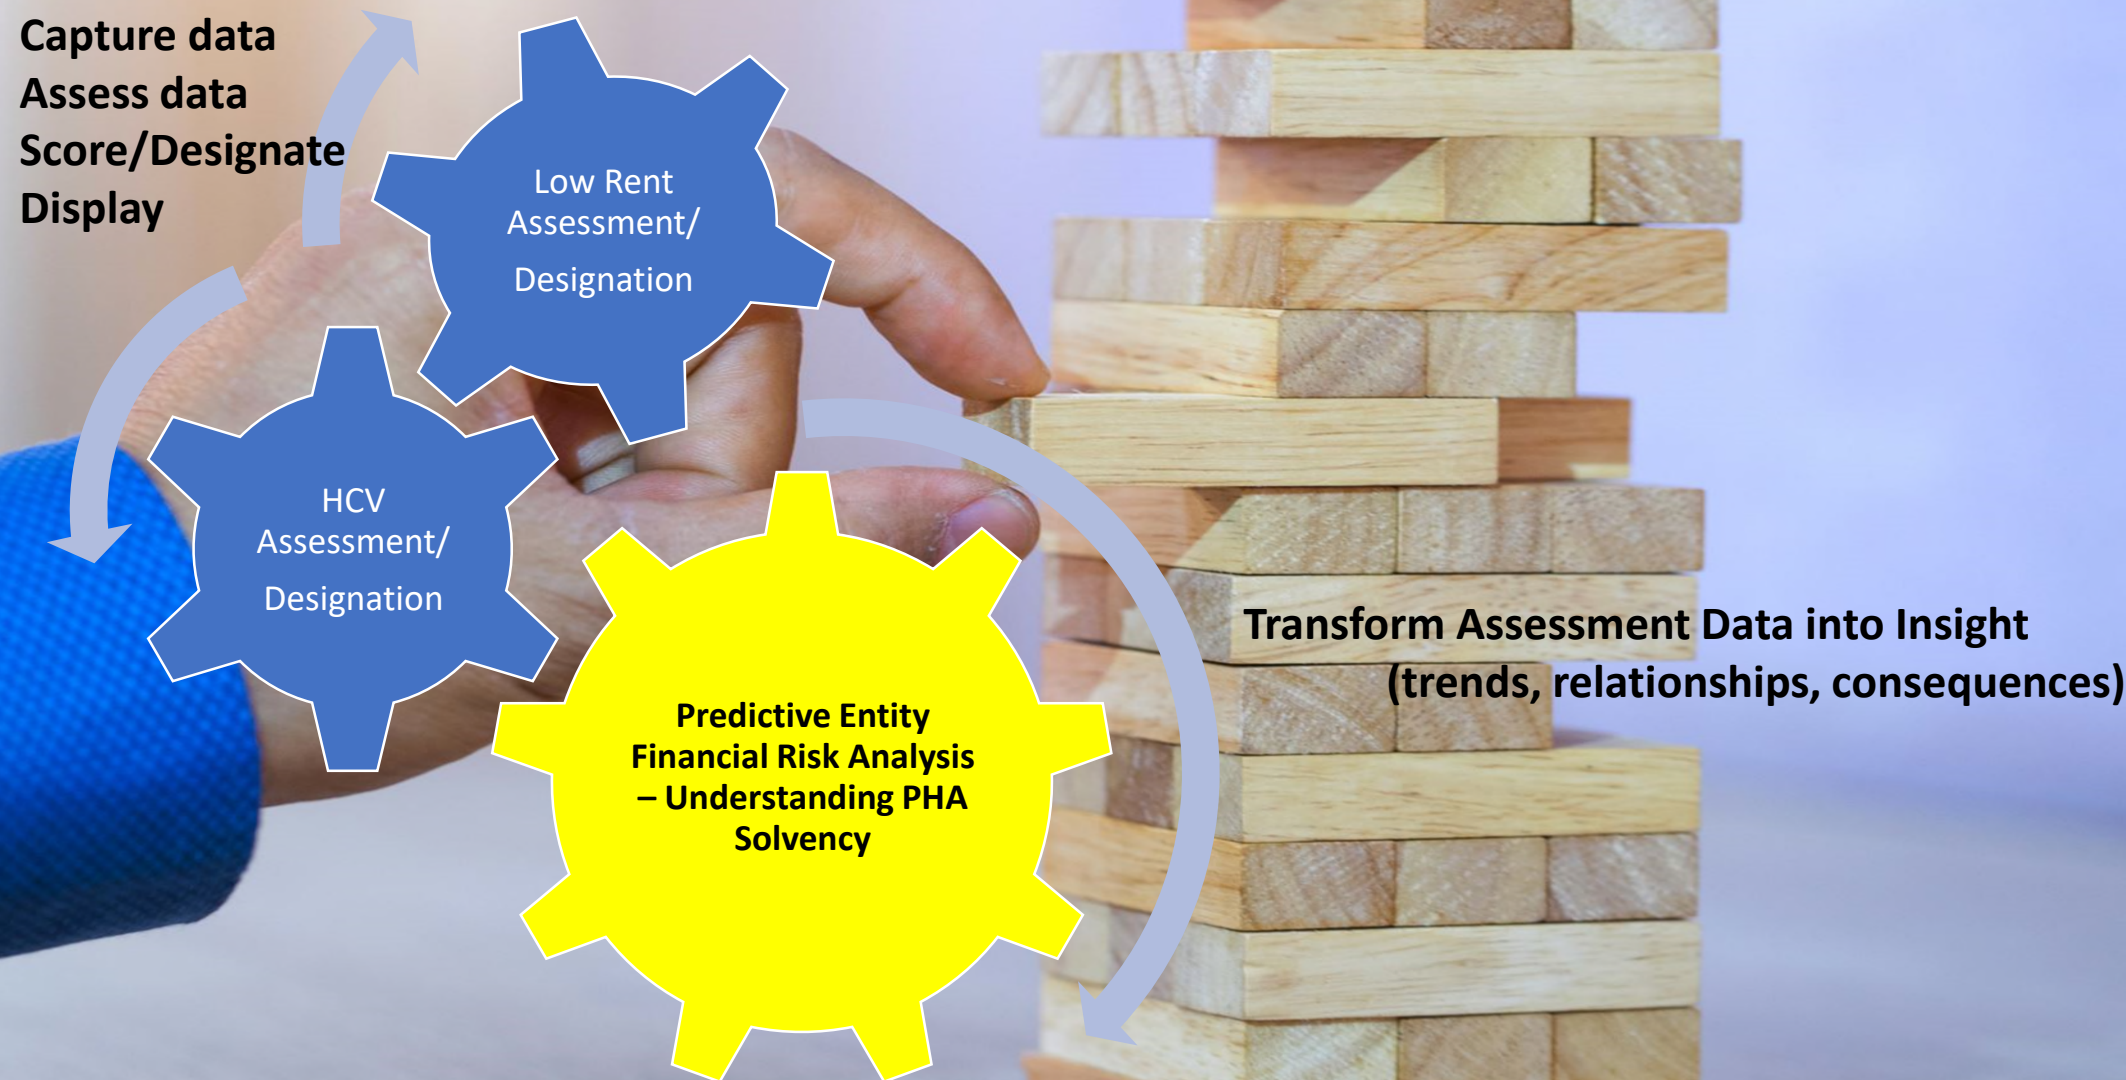 Capture data
Assess data
Score/Designate
Display
Low Rent
Assessment/
Designation
HCV
Assessment/
Designation
Predictive Entity
Financial Risk Analysis
– Understanding PHA
Solvency
Transform Assessment Data into Insight
(trends, relationships, consequences)